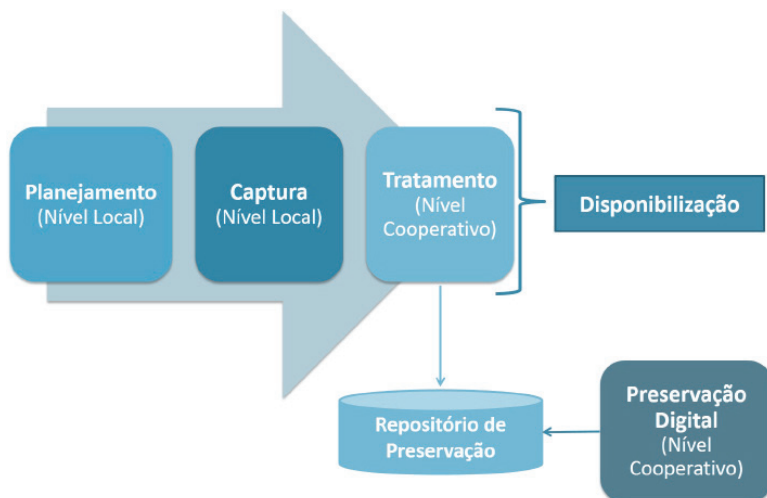 Planejamento
(Nível Local)
Captura
(Nível Local)
Tratamento
(Nível
Cooperativo)
Disponibilização
Repositório de
Preservação
Preservação
Digital
(Nível
Cooperativo)